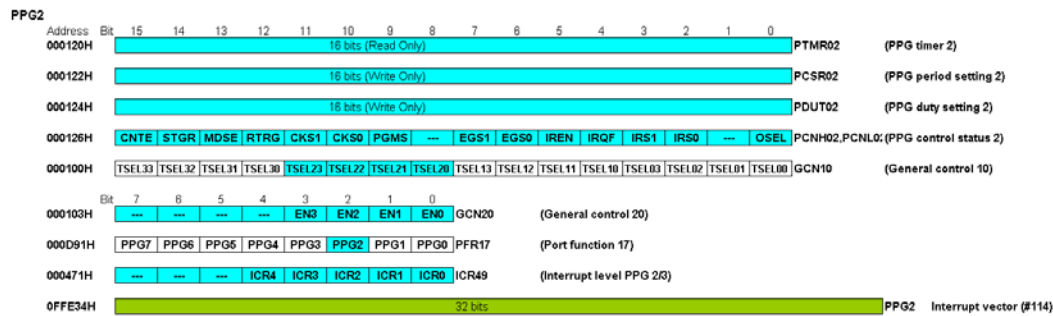 PPG2
Address Bit 15 14 13 12 11 10 9 8 7 6 5 4 3 2 1 0
000120H 16 bits (Read Only) PTMR02 (PPG timer 2)
000122H 16 bits (Write Only) PCSR02 (PPG period setting 2)
000124H 16 bits (Write Only) PDUT02 (PPG duty setting 2)
000126H CNTE STGR MDSE RTRG CKS1 CKS0 PGMS --- EGS1 EGS0 IREN IRQF IRS1 IRS0 --- OSEL PCNH02,PCNL02 (PPG control status 2)
000100H TSEL33 TSEL32 TSEL31 TSEL30 TSEL23 TSEL22 TSEL21 TSEL20 TSEL13 TSEL12 TSEL11 TSEL10 TSEL03 TSEL02 TSEL01 TSEL00 GCN10 (General control 10)
Bit 7 6 5 4 3 2 1 0
000103H --- --- --- --- EN3 EN2 EN1 EN0 GCN20 (General control 20)
000D91H PPG7 PPG6 PPG5 PPG4 PPG3 PPG2 PPG1 PPG0 PFR17 (Port function 17)
000471H --- --- --- ICR4 ICR3 ICR2 ICR1 ICR0 ICR49 (Interrupt level PPG 2/3)
0FFE34H 32 bits PPG2 Interrupt vector (#114)